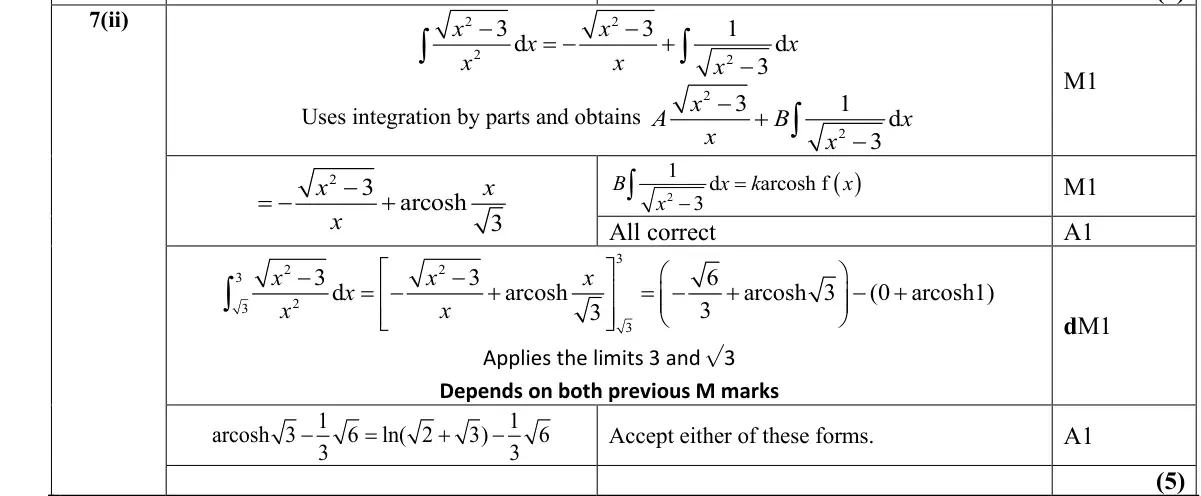 7(ii)
∫ √(x² − 3)/x² dx = − √(x² − 3)/x + ∫ 1/√(x² − 3) dx
Uses integration by parts and obtains A √(x² − 3)/x + B∫ 1/√(x² − 3) dx
M1
= − √(x² − 3)/x + arcosh x/√3
B∫ 1/√(x² − 3) dx = karcosh f (x)
M1
All correct
A1
∫_√3^3 √(x² − 3)/x² dx = [− √(x² − 3)/x + arcosh x/√3]_√3^3 = (− √6/3 + arcosh √3) − (0 + arcosh1)
Applies the limits 3 and √3
Depends on both previous M marks
dM1
arcosh √3 − 1/3 √6 = ln(√2 + √3) − 1/3 √6
Accept either of these forms.
A1
(5)